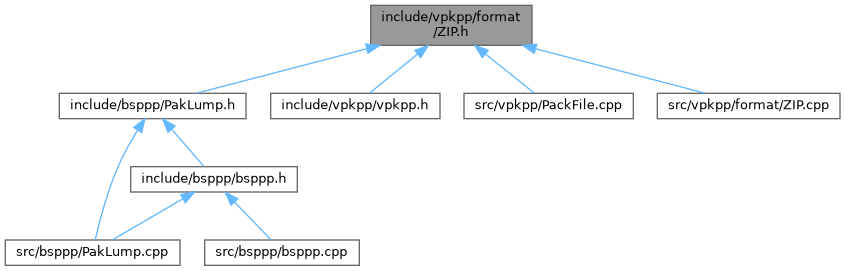 include/vpkpp/format
/ZIP.h
include/bsppp/PakLump.h
include/vpkpp/vpkpp.h
src/vpkpp/PackFile.cpp
src/vpkpp/format/ZIP.cpp
include/bsppp/bsppp.h
src/bsppp/PakLump.cpp
src/bsppp/bsppp.cpp